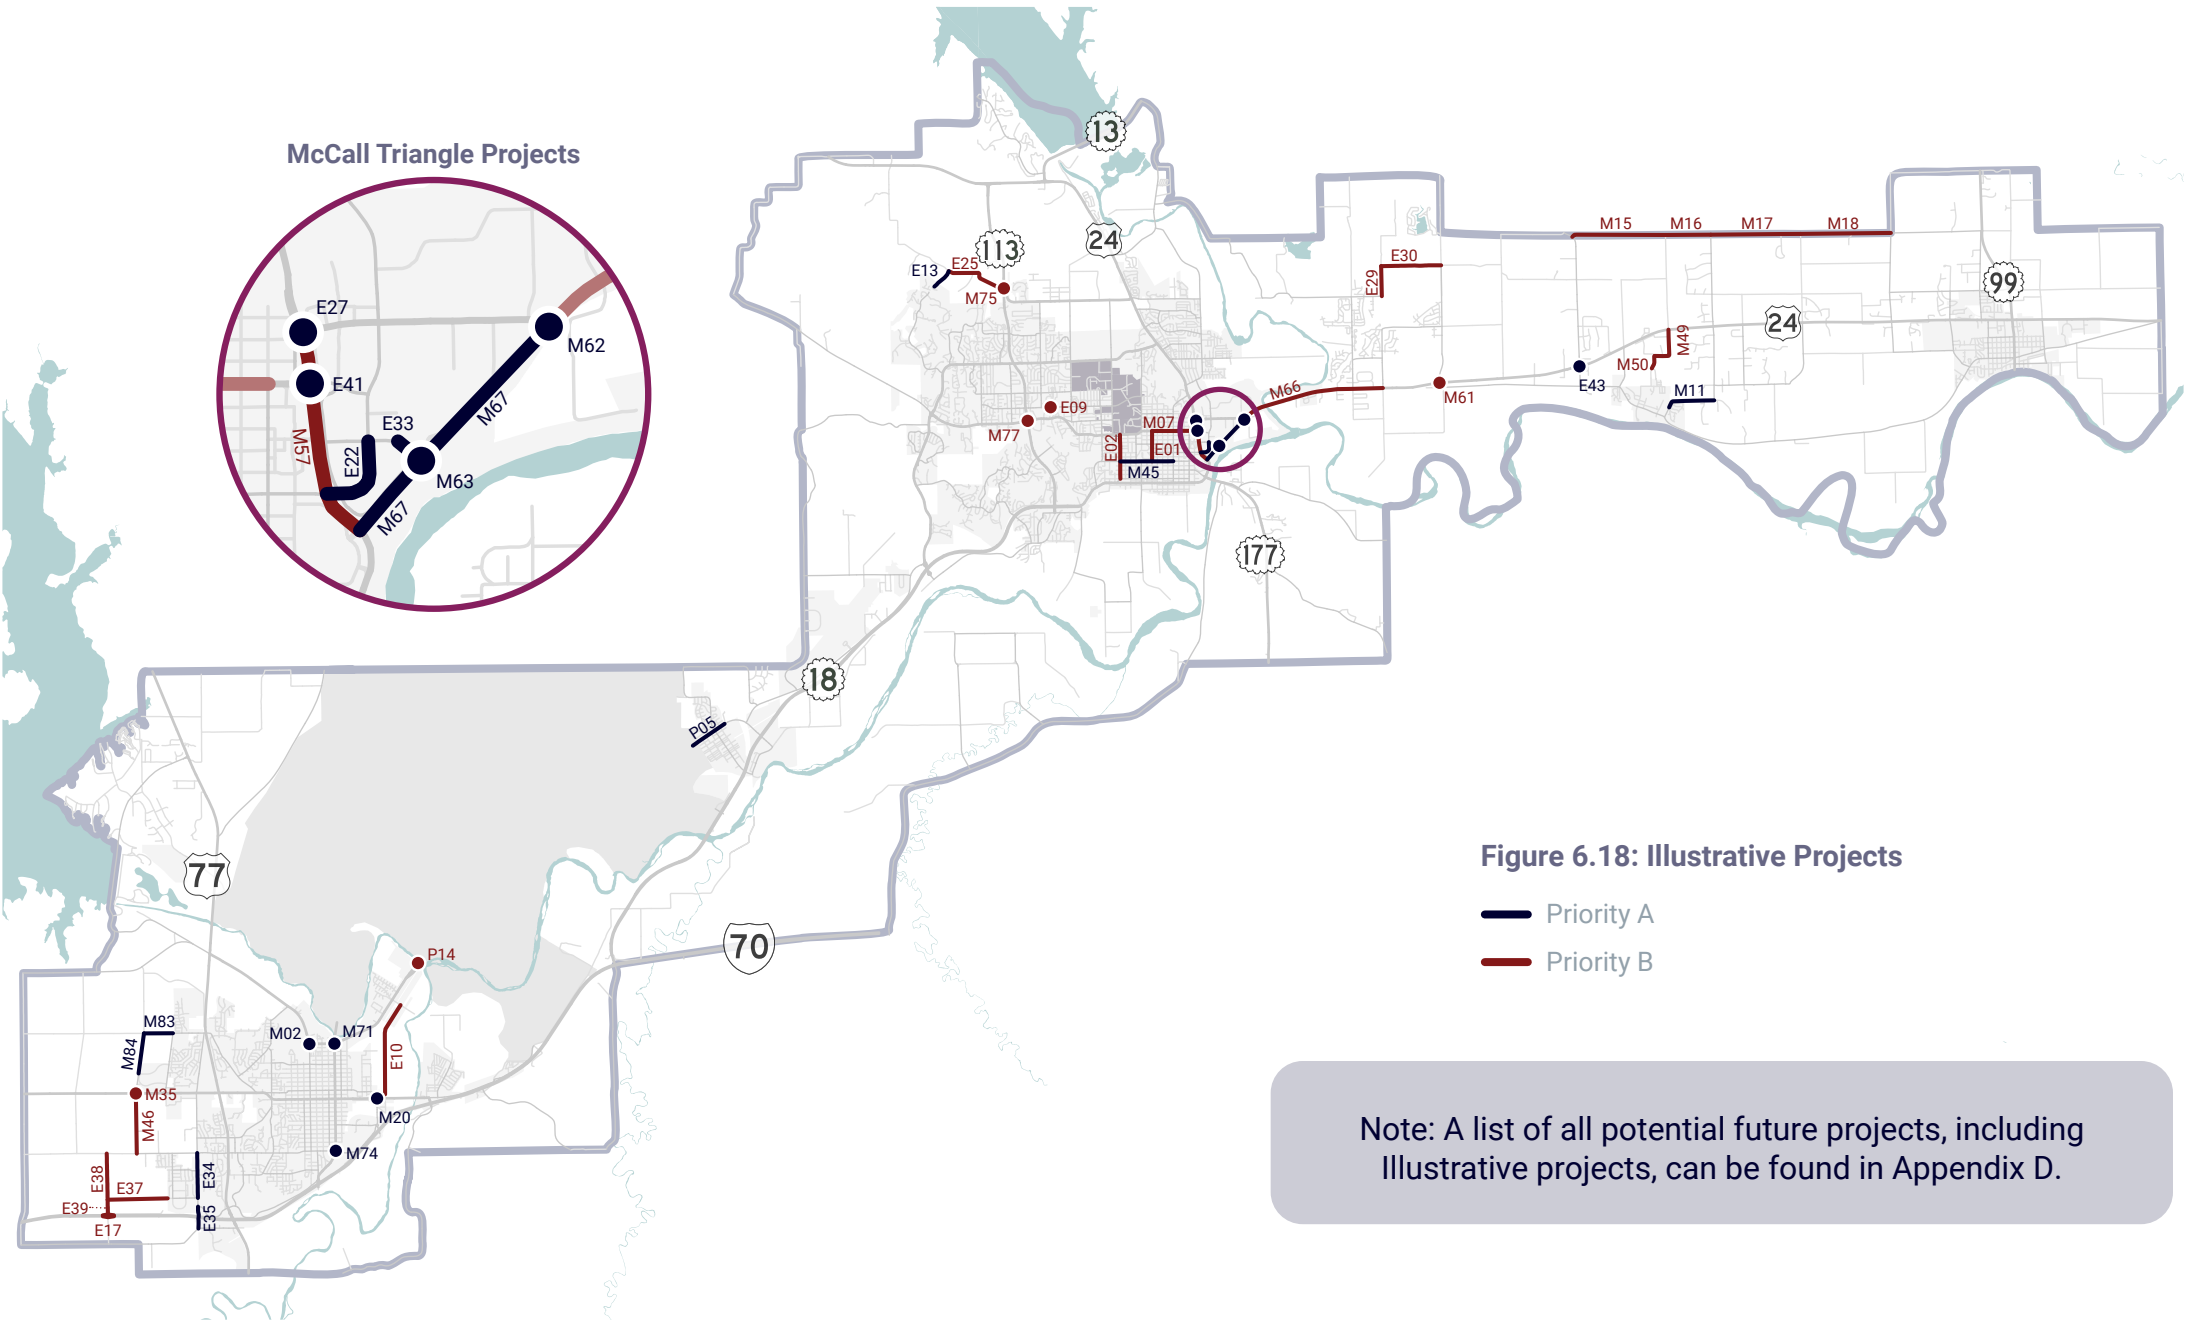 McCall Triangle Projects
E27
E41
M57
E22
E33
M67
M62
M63
M67
13
113
24
E13
E25
M75
E09
M77
M07
E02
E01
M45
M66
177
E30
E29
M61
M15
M16
M17
M18
99
24
M49
M50
E43
M11
18
P05
77
70
P14
M83
M84
M02
M71
E10
M35
M46
M20
M74
E38
E37
E39
E17
E34
E35
Figure 6.18: Illustrative Projects
Priority A
Priority B
Note: A list of all potential future projects, including
Illustrative projects, can be found in Appendix D.